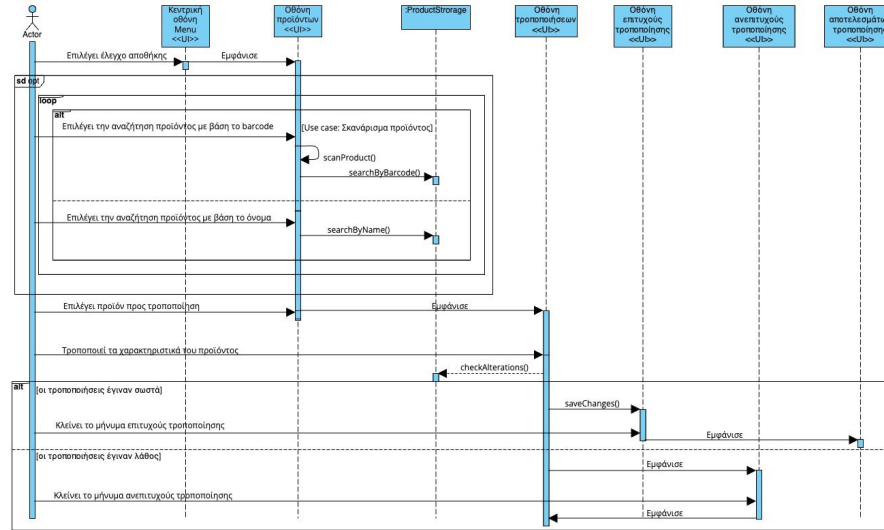 Actor
Κεντρική
οθόνη
Menu
<<UI>>
Οθόνη
προϊόντων
<<UI>>
:ProductStrorage
Οθόνη
τροποποιήσεων
<<UI>>
Οθόνη
επιτυχούς
τροποποίησης
<<UI>>
Οθόνη
ανεπιτυχούς
τροποποίησης
<<UI>>
Οθόνη
αποτελεσμάτω
τροποποίησης
<<UI>>
Επιλέγει έλεγχο αποθήκης
Εμφάνισε
sd opt
loop
alt
Επιλέγει την αναζήτηση προϊόντος με βάση το barcode
[Use case: Σκανάρισμα προϊόντος]
scanProduct()
searchByBarcode()
Επιλέγει την αναζήτηση προϊόντος με βάση το όνομα
searchByName()
Επιλέγει προϊόν προς τροποποίηση
Εμφάνισε
Τροποποιεί τα χαρακτηριστικά του προϊόντος
checkAlterations()
alt
[οι τροποποιήσεις έγιναν σωστά]
saveChanges()
Κλείνει το μήνυμα επιτυχούς τροποποίησης
Εμφάνισε
[οι τροποποιήσεις έγιναν λάθος]
Εμφάνισε
Κλείνει το μήνυμα ανεπιτυχούς τροποποίησης
Εμφάνισε